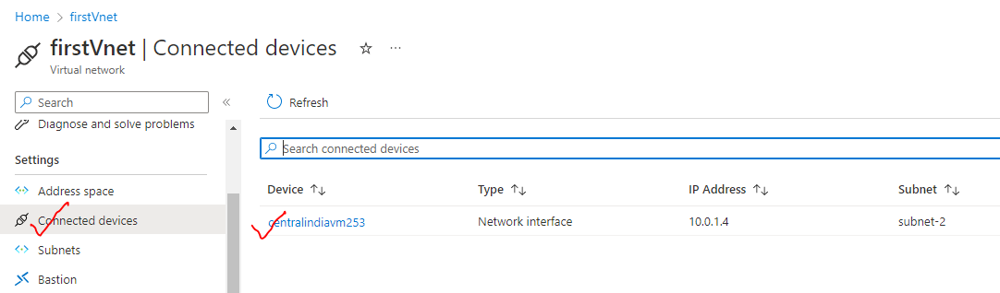 Home > firstVnet
firstVnet | Connected devices ☆ ···
Virtual network
Search «
Diagnose and solve problems
Settings
Address space
Connected devices
Subnets
Bastion
Refresh
Search connected devices
Device ↑↓ Type ↑↓ IP Address ↑↓ Subnet ↑↓
centralindiavm253 Network interface 10.0.1.4 subnet-2